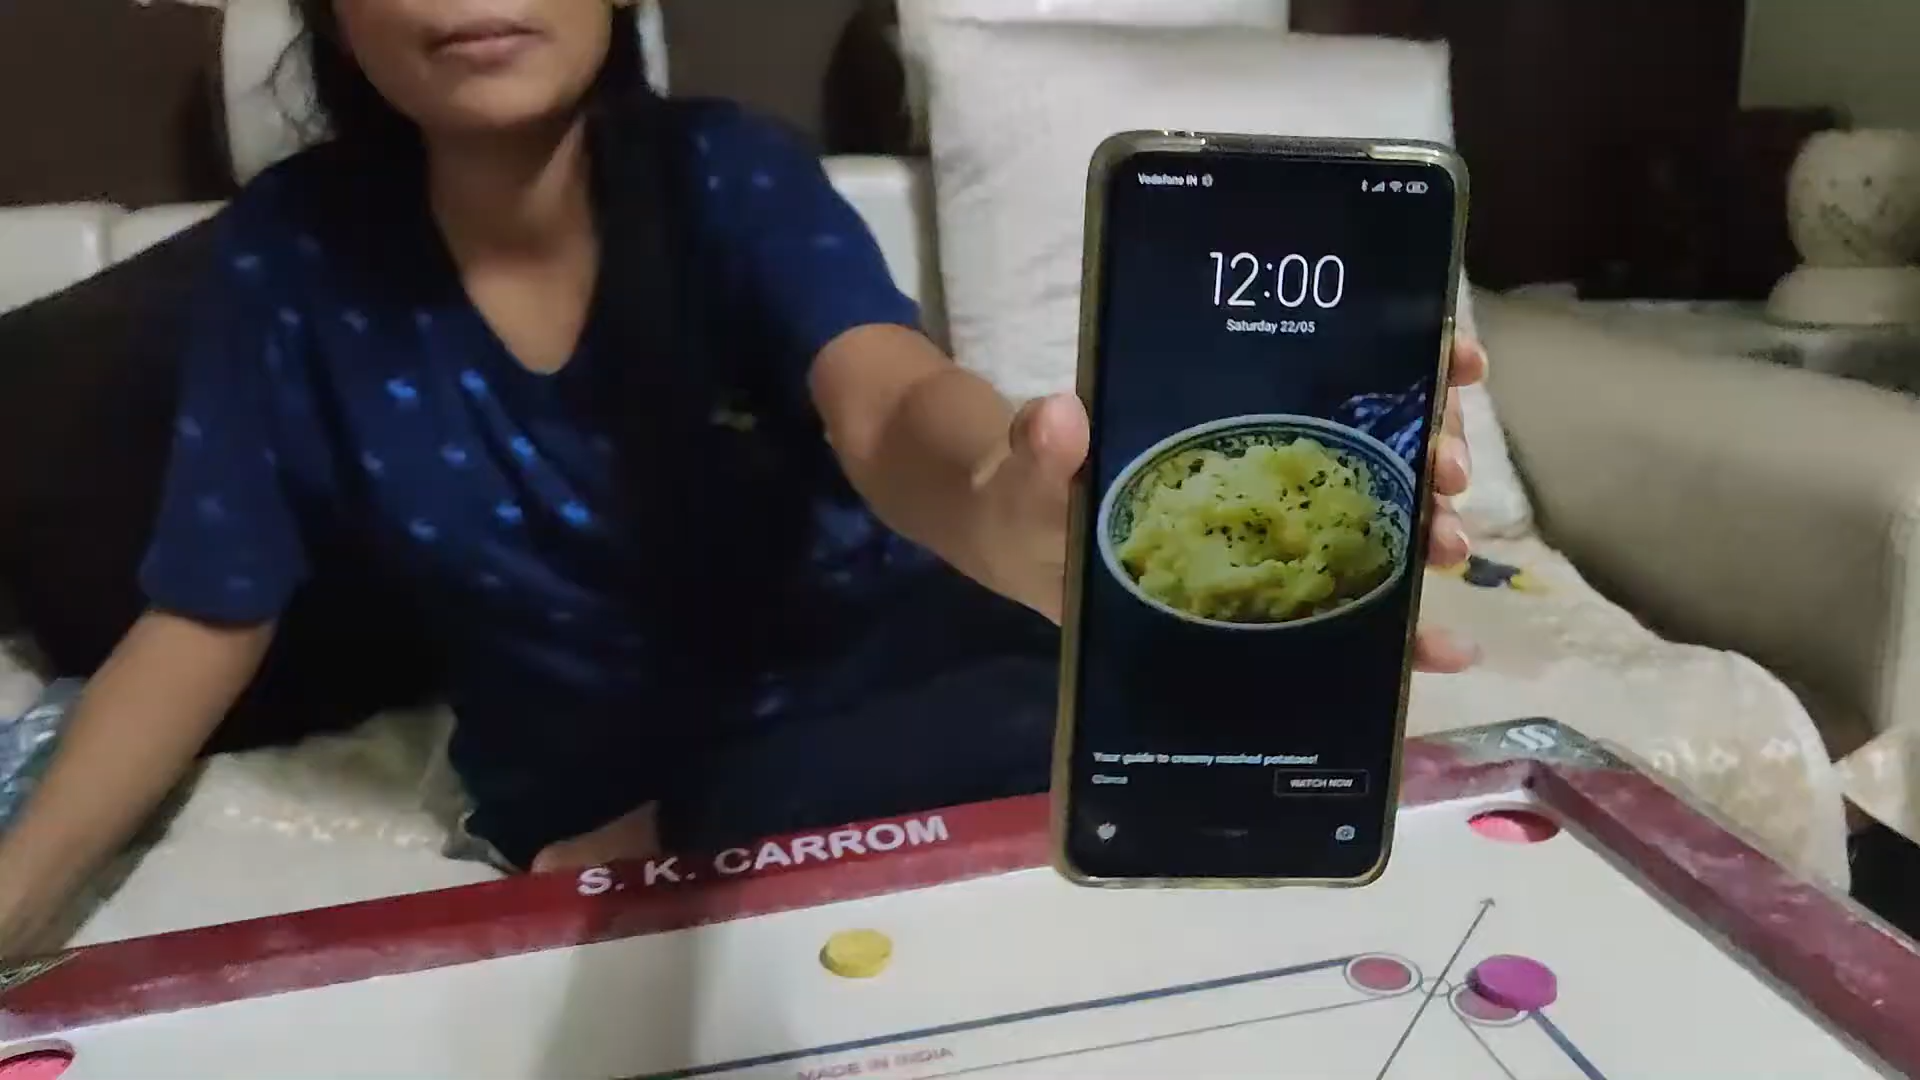 Vodafone IN
12:00
Saturday 22/05
Your guide to creamy mashed potatoes!
Glance
WATCH NOW
S. K. CARROM
MADE IN INDIA